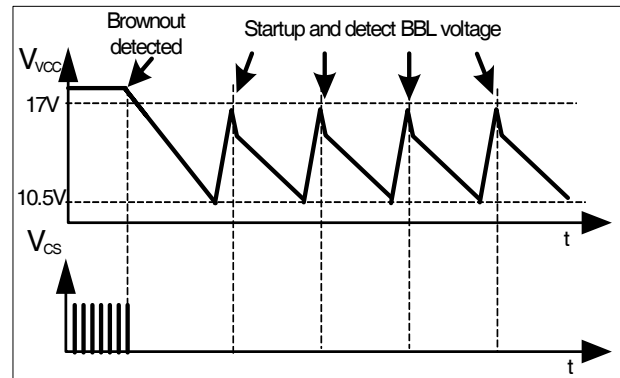 Brownout
detected
Startup and detect BBL voltage
VVCC
17V
10.5V
t
VCS
t